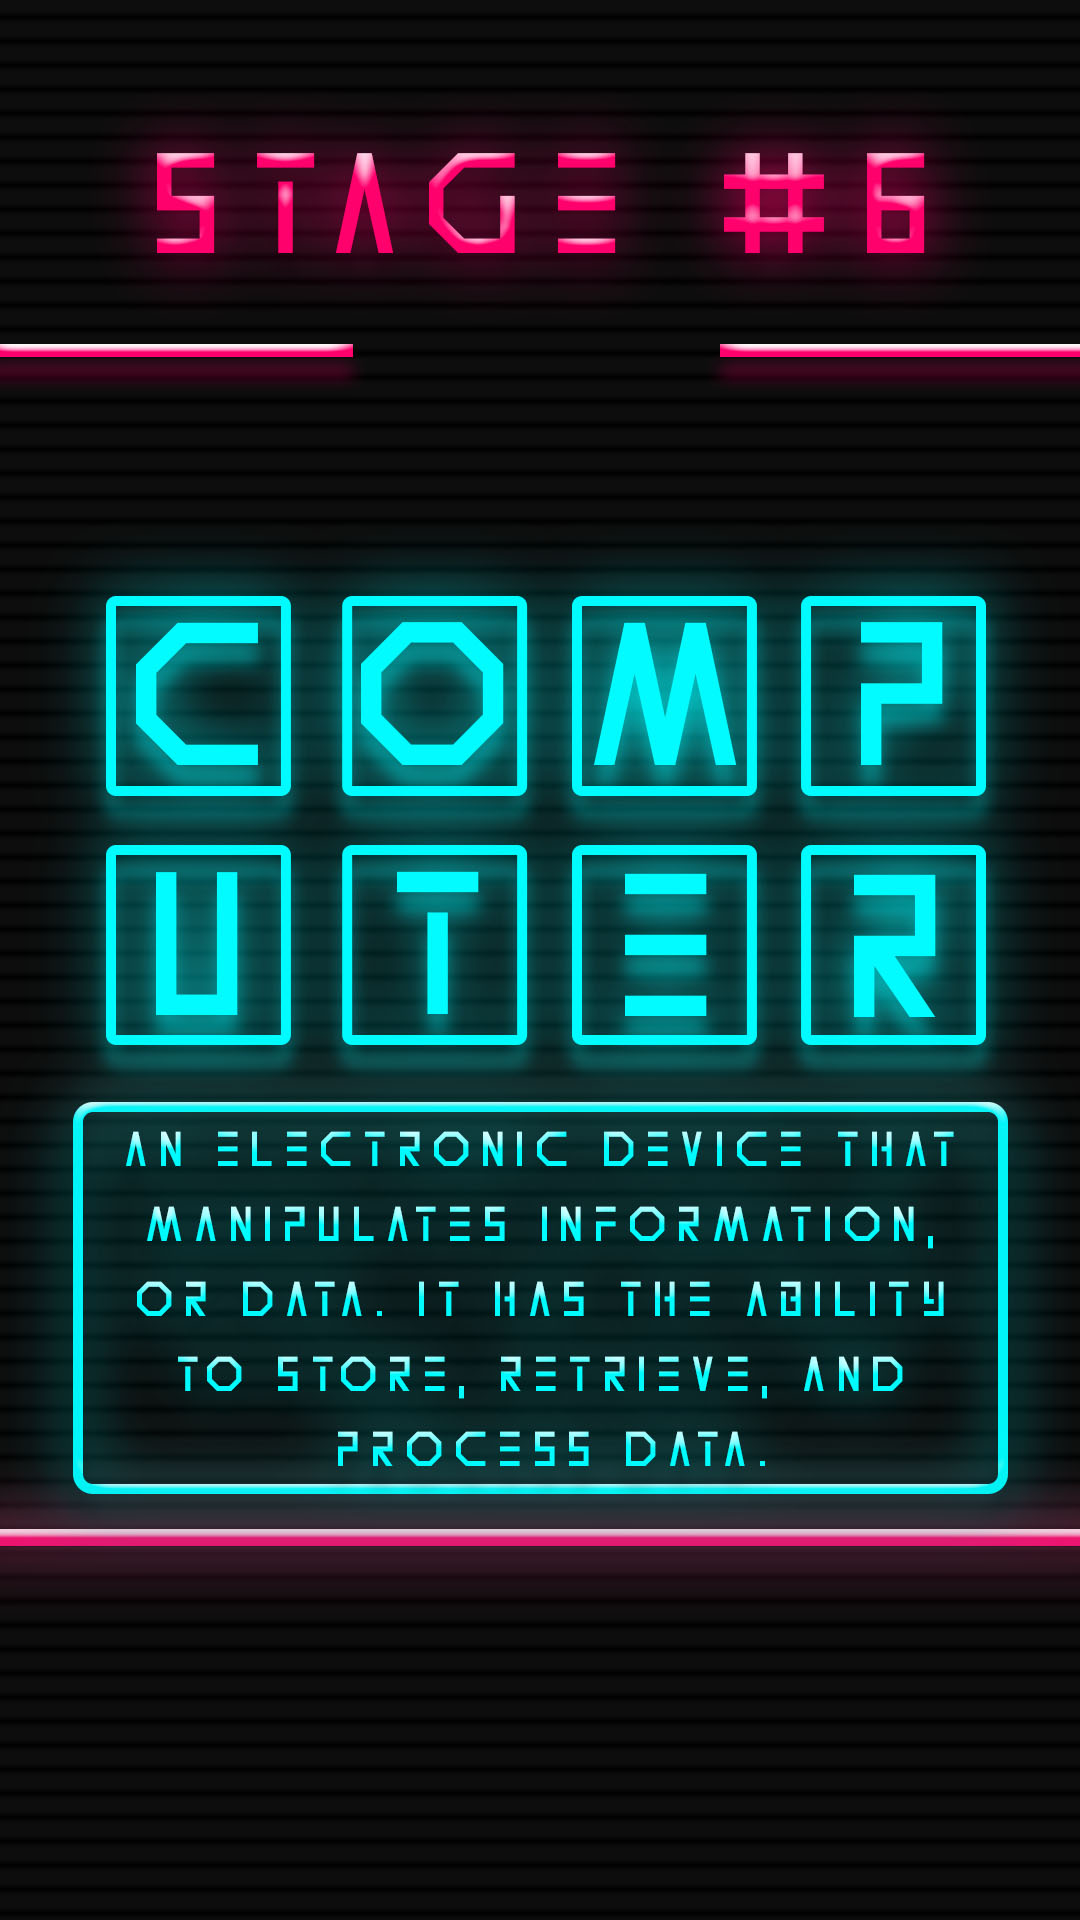 STAGE #6
COMP
UTER
AN ELECTRONIC DEVICE THAT
MANIPULATES INFORMATION,
OR DATA. IT HAS THE ABILITY
TO STORE, RETRIEVE, AND
PROCESS DATA.